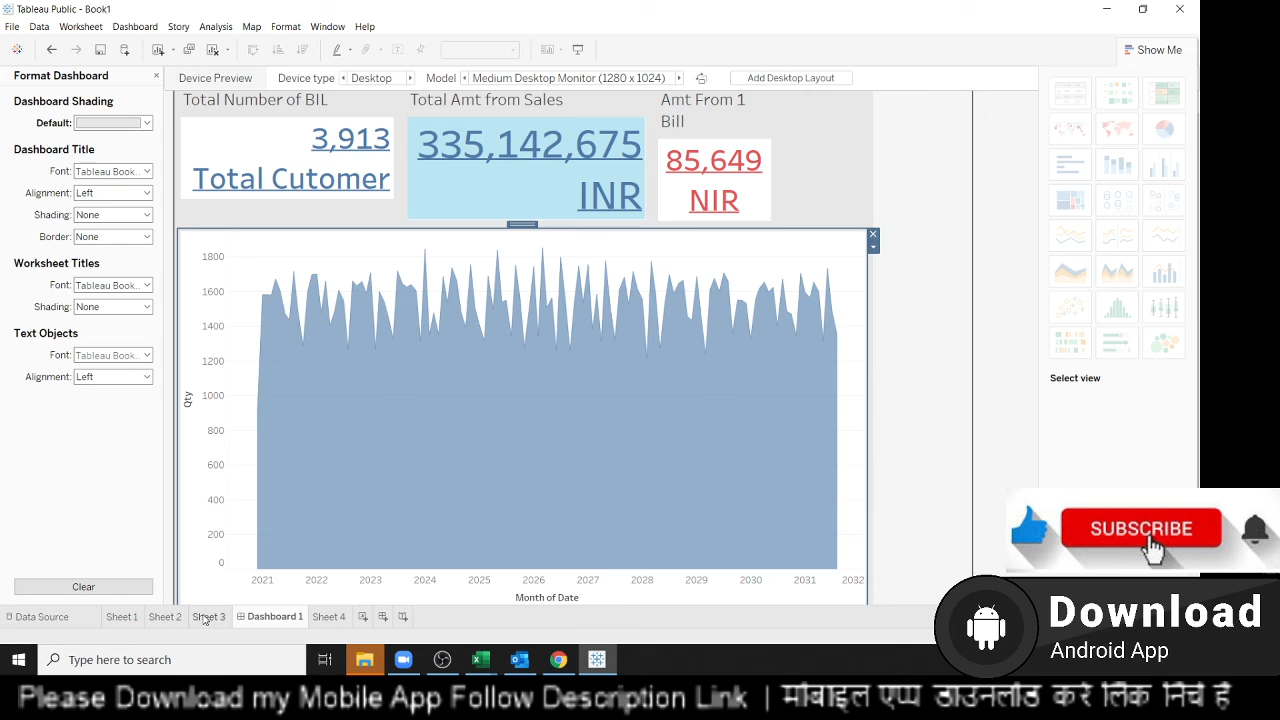 Tableau Public - Book1
File Data Worksheet Dashboard Story Analysis Map Format Window Help
Show Me
Format Dashboard
Device Preview Device type Desktop Model Medium Desktop Monitor (1280 x 1024) Add Desktop Layout
Dashboard Shading
Default:
Dashboard Title
Font: Tableau Book...
Alignment: Left
Shading: None
Border: None
Worksheet Titles
Font: Tableau Book...
Shading: None
Text Objects
Font: Tableau Book...
Alignment: Left
Clear
Total Number of BIL
3,913
Total Cutomer
Total Amt from Sales
335,142,675
INR
Amt From 1
Bill
85,649
NIR
1800
1600
1400
1200
1000
800
600
400
200
0
Qty
2021 2022 2023 2024 2025 2026 2027 2028 2029 2030 2031 2032
Month of Date
Select view
SUBSCRIBE
Download
Android App
Data Source Sheet 1 Sheet 2 Sheet 3 Dashboard 1 Sheet 4
Type here to search
Please Download my Mobile App Follow Description Link | मोबाइल एप्प डाउनलोड करे लिंक निचे है